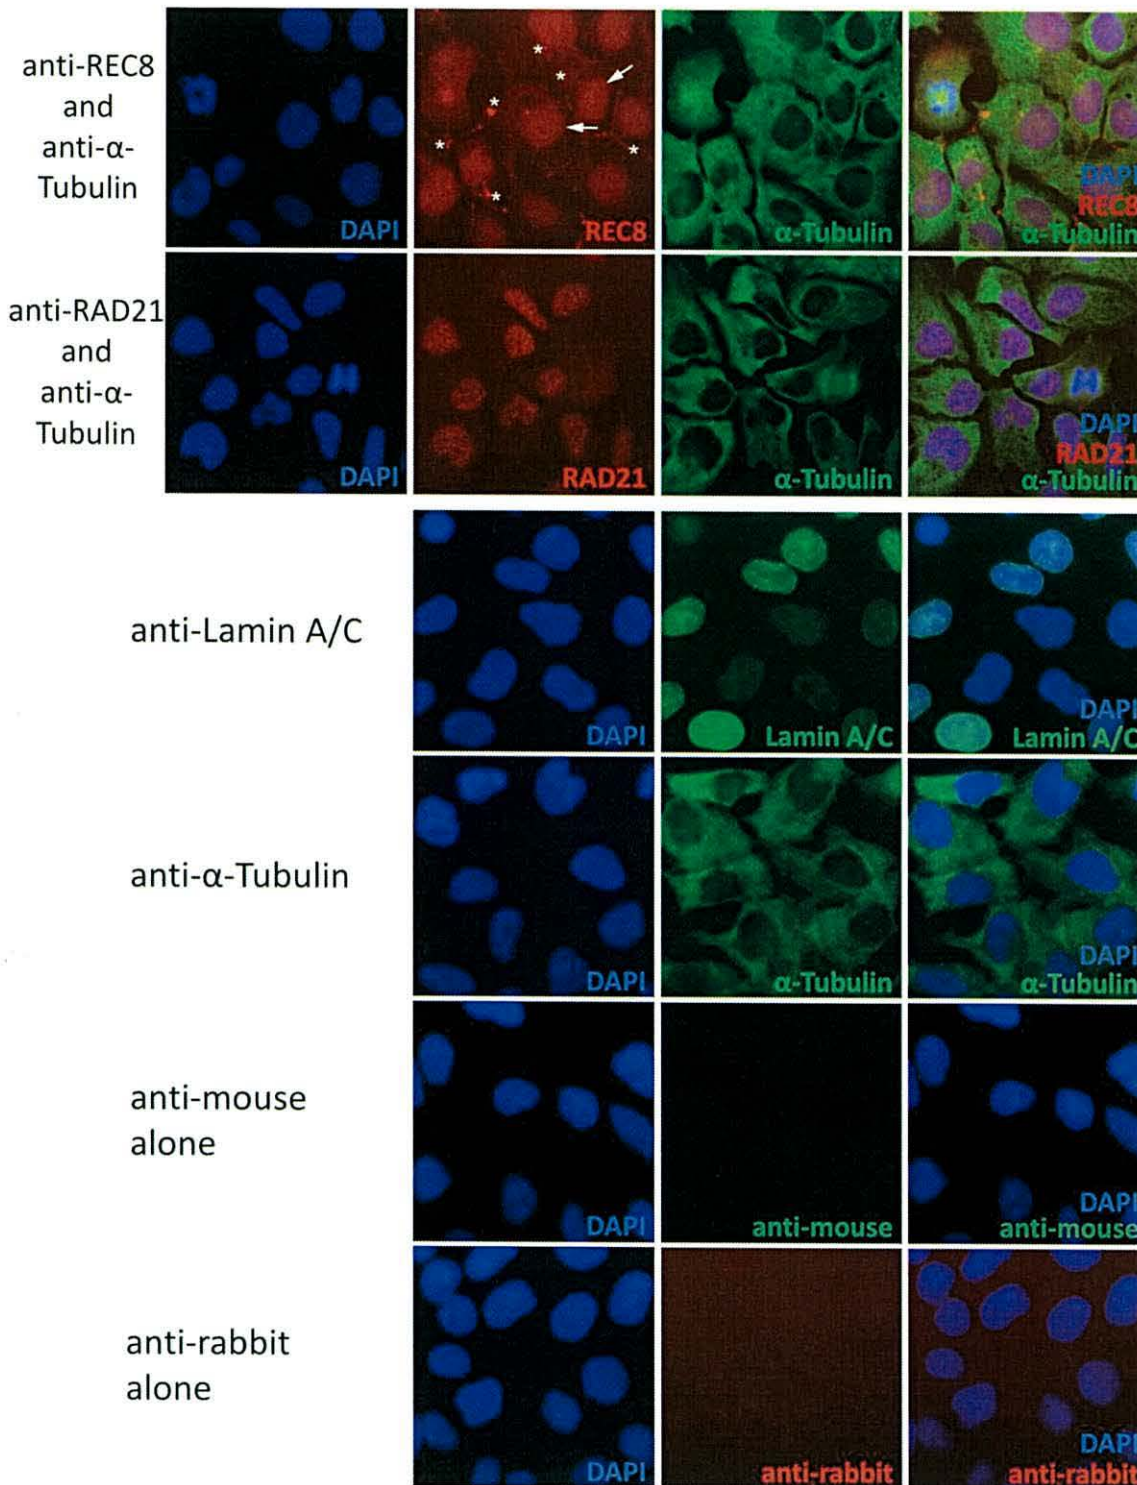 anti-REC8
and
anti-α-
Tubulin
DAPI
REC8
α-Tubulin
DAPI
REC8
α-Tubulin
anti-RAD21
and
anti-α-
Tubulin
DAPI
RAD21
α-Tubulin
DAPI
RAD21
α-Tubulin
anti-Lamin A/C
DAPI
Lamin A/C
DAPI
Lamin A/C
anti-α-Tubulin
DAPI
α-Tubulin
DAPI
α-Tubulin
anti-mouse
alone
DAPI
anti-mouse
DAPI
anti-mouse
anti-rabbit
alone
DAPI
anti-rabbit
DAPI
anti-rabbit